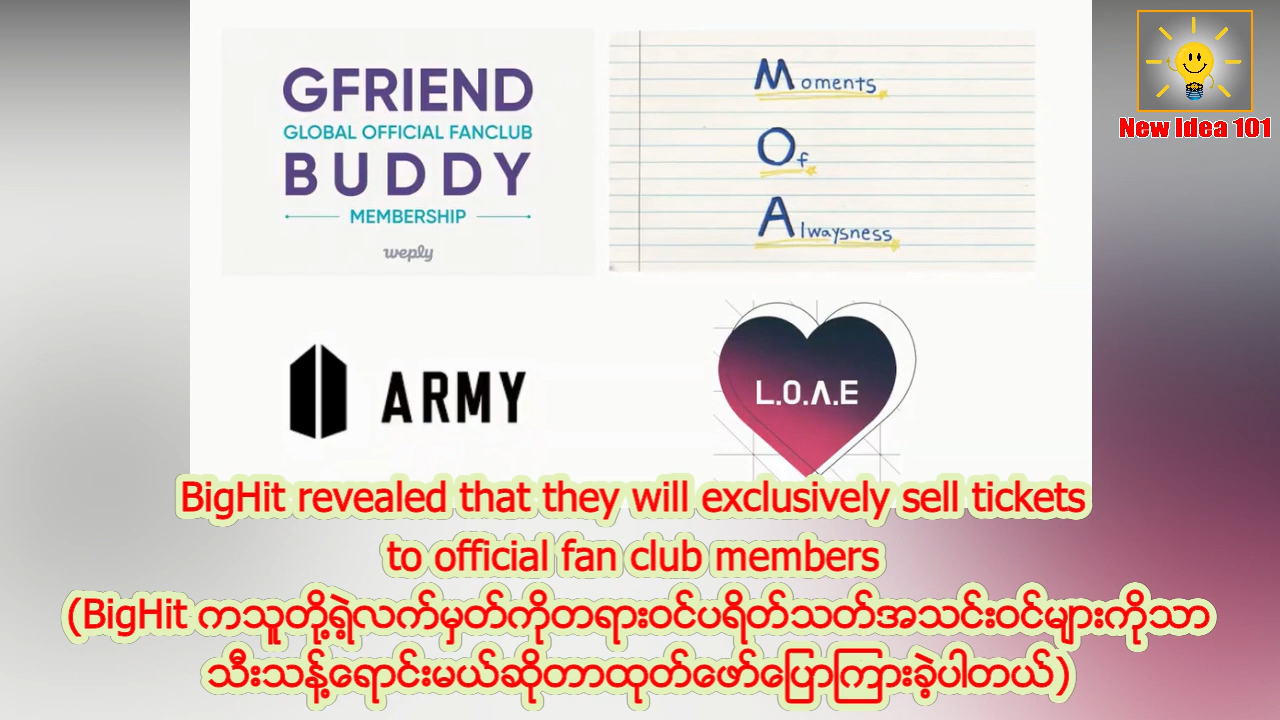 GFRIEND
GLOBAL OFFICIAL FANCLUB
BUDDY
MEMBERSHIP
weply
Moments
Of
Alwaysness
ARMY
L.O.Λ.E
New Idea 101
BigHit revealed that they will exclusively sell tickets
to official fan club members
(BigHit ကသူတို့ရဲ့လက်မှတ်ကိုတရားဝင်ပရိတ်သတ်အသင်းဝင်များကိုသာ
သီးသန့်ရောင်းမယ်ဆိုတာထုတ်ဖော်ပြောကြားခဲ့ပါတယ်)